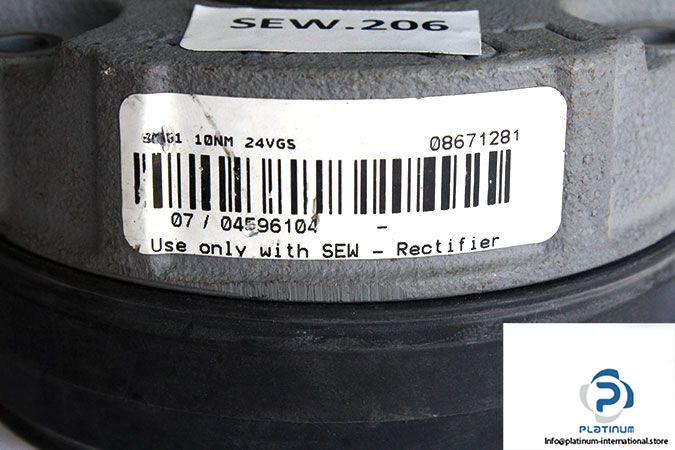 SEW.206
10NM 24VGS 08671281
07 / 04596104 -
Use only with SEW - Rectifier
PLATINUM
Info@platinum-international.store